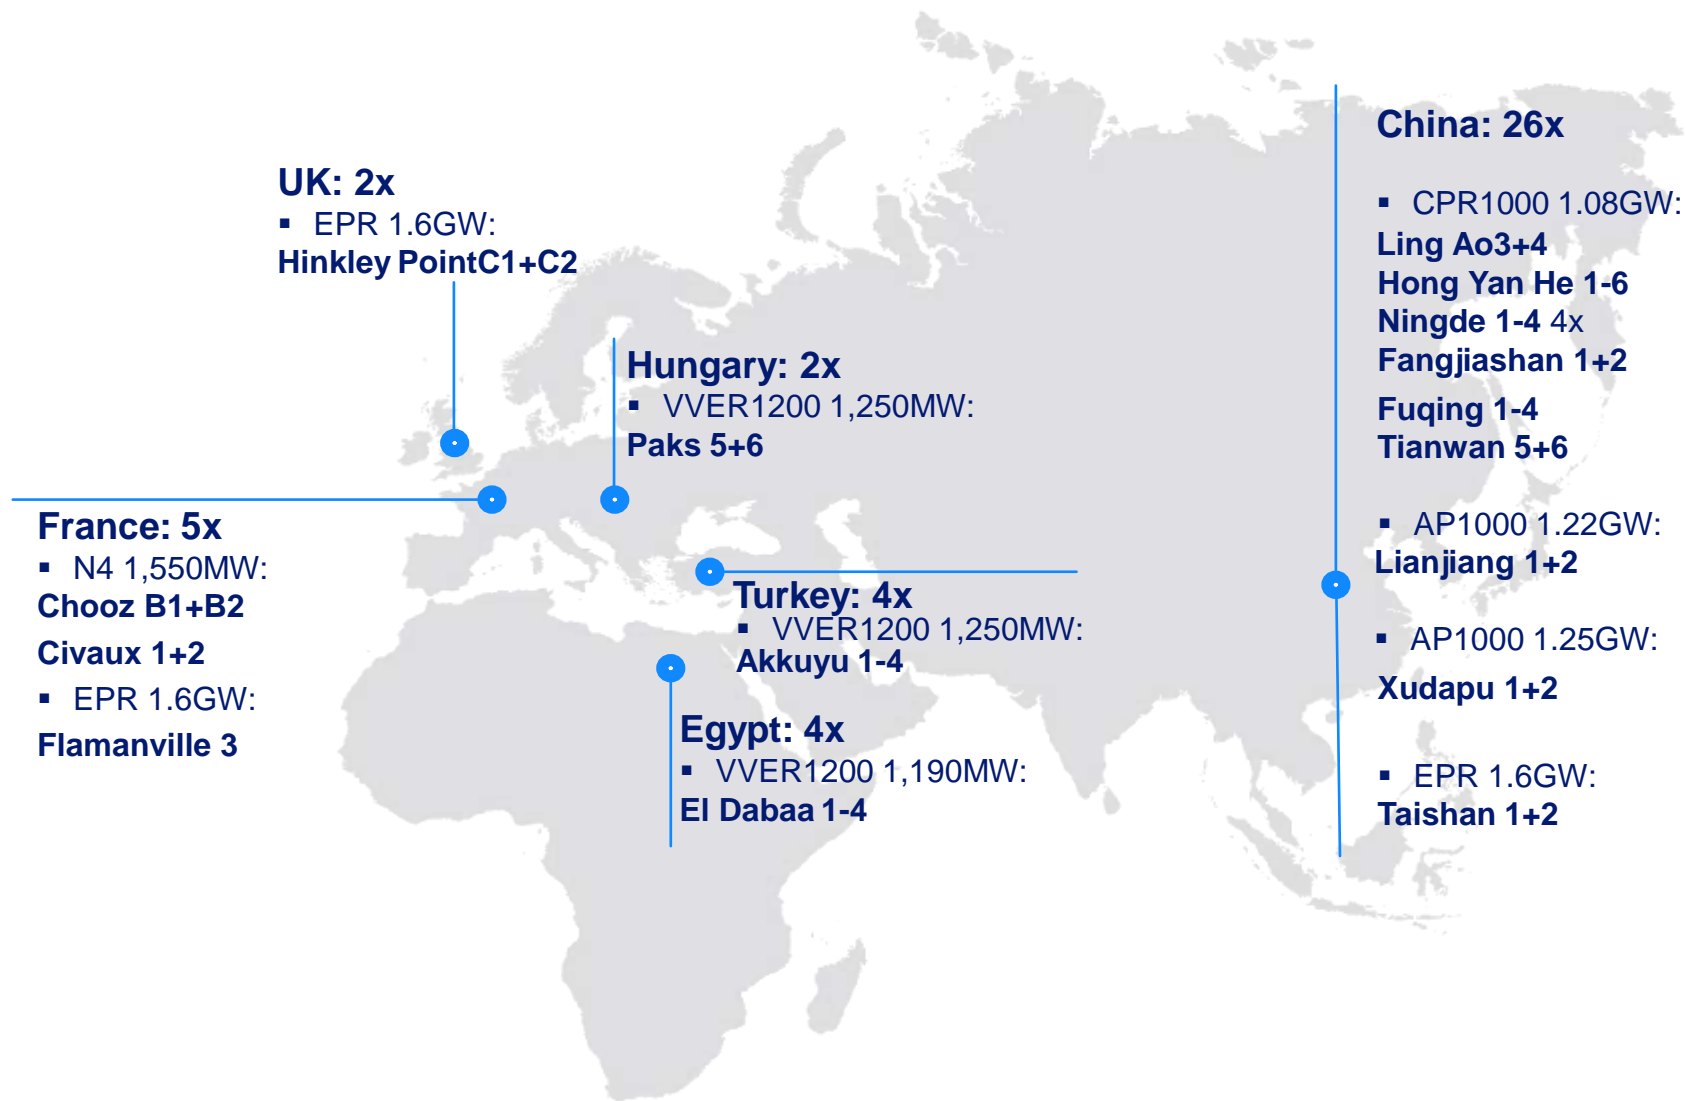 UK: 2x
▪ EPR 1.6GW:
Hinkley PointC1+C2
Hungary: 2x
▪ VVER1200 1,250MW:
Paks 5+6
France: 5x
▪ N4 1,550MW:
Chooz B1+B2
Civaux 1+2
▪ EPR 1.6GW:
Flamanville 3
Turkey: 4x
▪ VVER1200 1,250MW:
Akkuyu 1-4
Egypt: 4x
▪ VVER1200 1,190MW:
El Dabaa 1-4
China: 26x
▪ CPR1000 1.08GW:
Ling Ao3+4
Hong Yan He 1-6
Ningde 1-4 4x
Fangjiashan 1+2
Fuqing 1-4
Tianwan 5+6
▪ AP1000 1.22GW:
Lianjiang 1+2
▪ AP1000 1.25GW:
Xudapu 1+2
▪ EPR 1.6GW:
Taishan 1+2